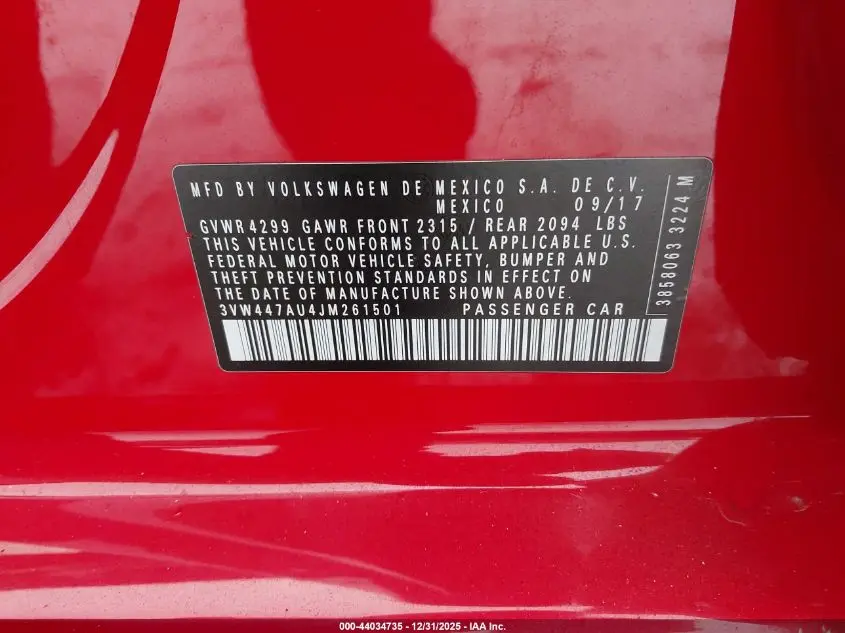 MFD BY VOLKSWAGEN DE MEXICO S.A. DE C.V.
MEXICO 09/17
GVWR 4299 GAWR FRONT 2315 / REAR 2094 LBS
THIS VEHICLE CONFORMS TO ALL APPLICABLE U.S.
FEDERAL MOTOR VEHICLE SAFETY, BUMPER AND
THEFT PREVENTION STANDARDS IN EFFECT ON
THE DATE OF MANUFACTURE SHOWN ABOVE.
3VW447AU4JM261501 PASSENGER CAR
3858063 3224 M
000-44034735 - 12/31/2025 - IAA Inc.